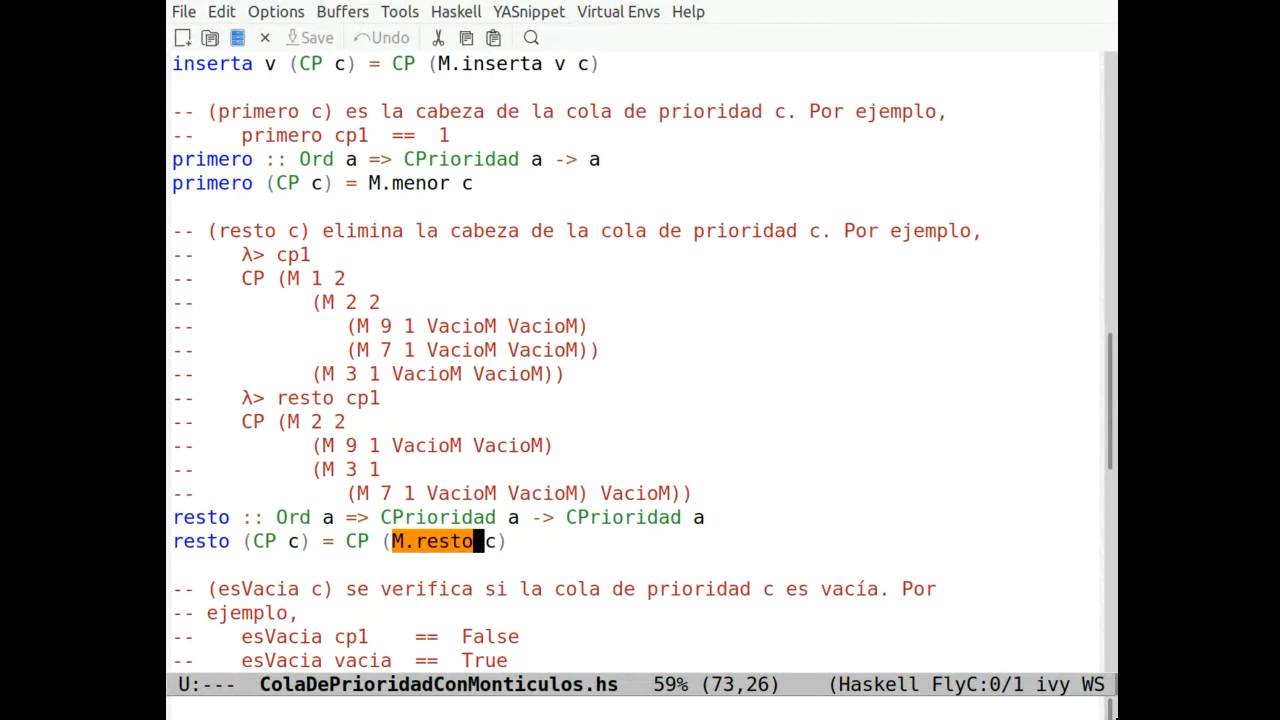 File Edit Options Buffers Tools Haskell YASnippet Virtual Envs Help
Save Undo
inserta v (CP c) = CP (M.inserta v c)
-- (primero c) es la cabeza de la cola de prioridad c. Por ejemplo,
--    primero cp1  ==  1
primero :: Ord a => CPrioridad a -> a
primero (CP c) = M.menor c
-- (resto c) elimina la cabeza de la cola de prioridad c. Por ejemplo,
--    λ> cp1
--    CP (M 1 2
--          (M 2 2
--             (M 9 1 VacioM VacioM)
--             (M 7 1 VacioM VacioM))
--          (M 3 1 VacioM VacioM))
--    λ> resto cp1
--    CP (M 2 2
--          (M 9 1 VacioM VacioM)
--          (M 3 1
--             (M 7 1 VacioM VacioM) VacioM))
resto :: Ord a => CPrioridad a -> CPrioridad a
resto (CP c) = CP (M.resto c)
-- (esVacia c) se verifica si la cola de prioridad c es vacía. Por
-- ejemplo,
--    esVacia cp1    ==  False
--    esVacia vacia  ==  True
U:---  ColaDePrioridadConMonticulos.hs   59% (73,26)    (Haskell FlyC:0/1 ivy WS